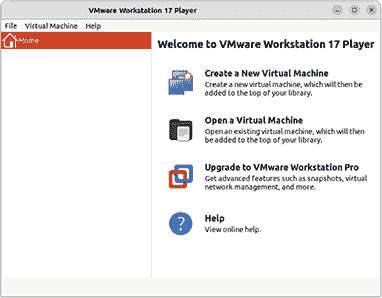 VMware Workstation 17 Player
File Virtual Machine Help
Home
Welcome to VMware Workstation 17 Player
Create a New Virtual Machine
Create a new virtual machine, which will then be
added to the top of your library.
Open a Virtual Machine
Open an existing virtual machine, which will then
be added to the top of your library.
Upgrade to VMware Workstation Pro
Get advanced features such as snapshots, virtual
network management, and more.
Help
View online help.